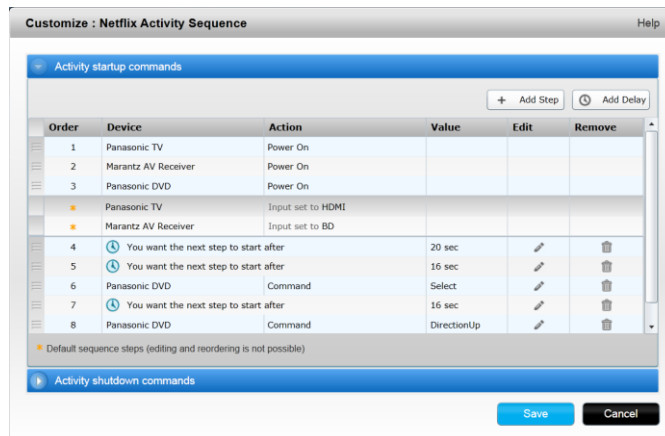 Customize : Netflix Activity Sequence Help
Activity startup commands
+ Add Step Add Delay
Order Device Action Value Edit Remove
1 Panasonic TV Power On
2 Marantz AV Receiver Power On
3 Panasonic DVD Power On
Panasonic TV Input set to HDMI
Marantz AV Receiver Input set to BD
4 You want the next step to start after 20 sec
5 You want the next step to start after 16 sec
6 Panasonic DVD Command Select
7 You want the next step to start after 16 sec
8 Panasonic DVD Command DirectionUp
Default sequence steps (editing and reordering is not possible)
Activity shutdown commands
Save Cancel